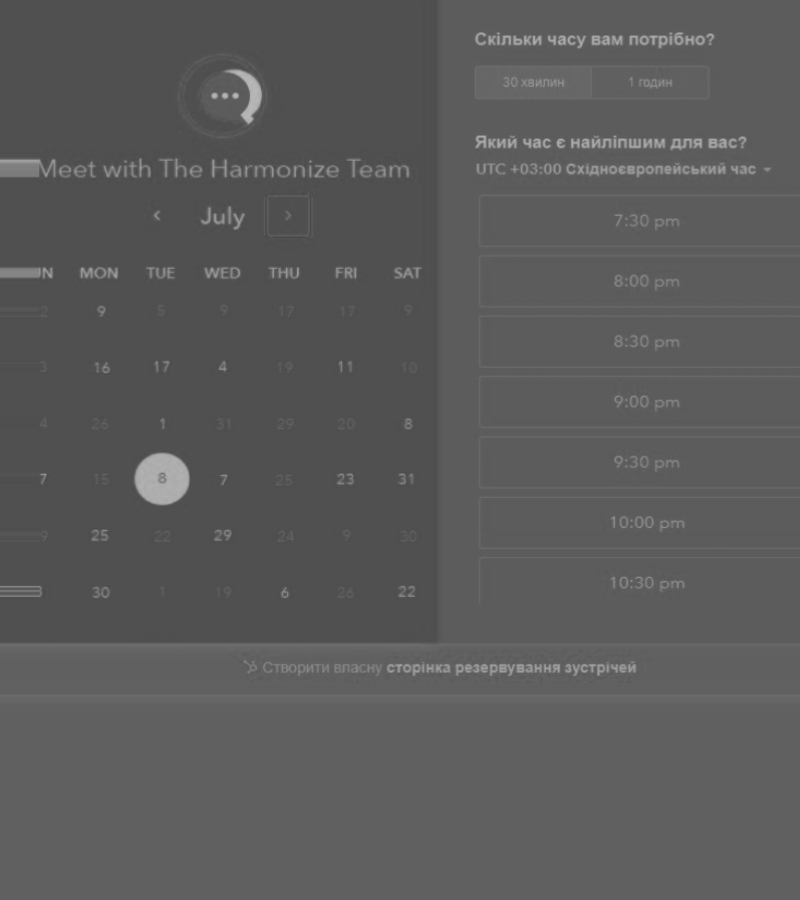 Meet with The Harmonize Team
July
N MON TUE WED THU FRI SAT
2 9 5 9 17 17 9
3 16 17 4 19 11 10
4 26 1 31 29 20 8
7 15 8 7 25 23 31
9 25 22 29 24 9 30
30 1 19 6 26 22
Скільки часу вам потрібно?
30 хвилин 1 годин
Який час є найліпшим для вас?
UTC +03:00 Східноєвропейський час
7:30 pm
8:00 pm
8:30 pm
9:00 pm
9:30 pm
10:00 pm
10:30 pm
Створити власну сторінка резервування зустрічей